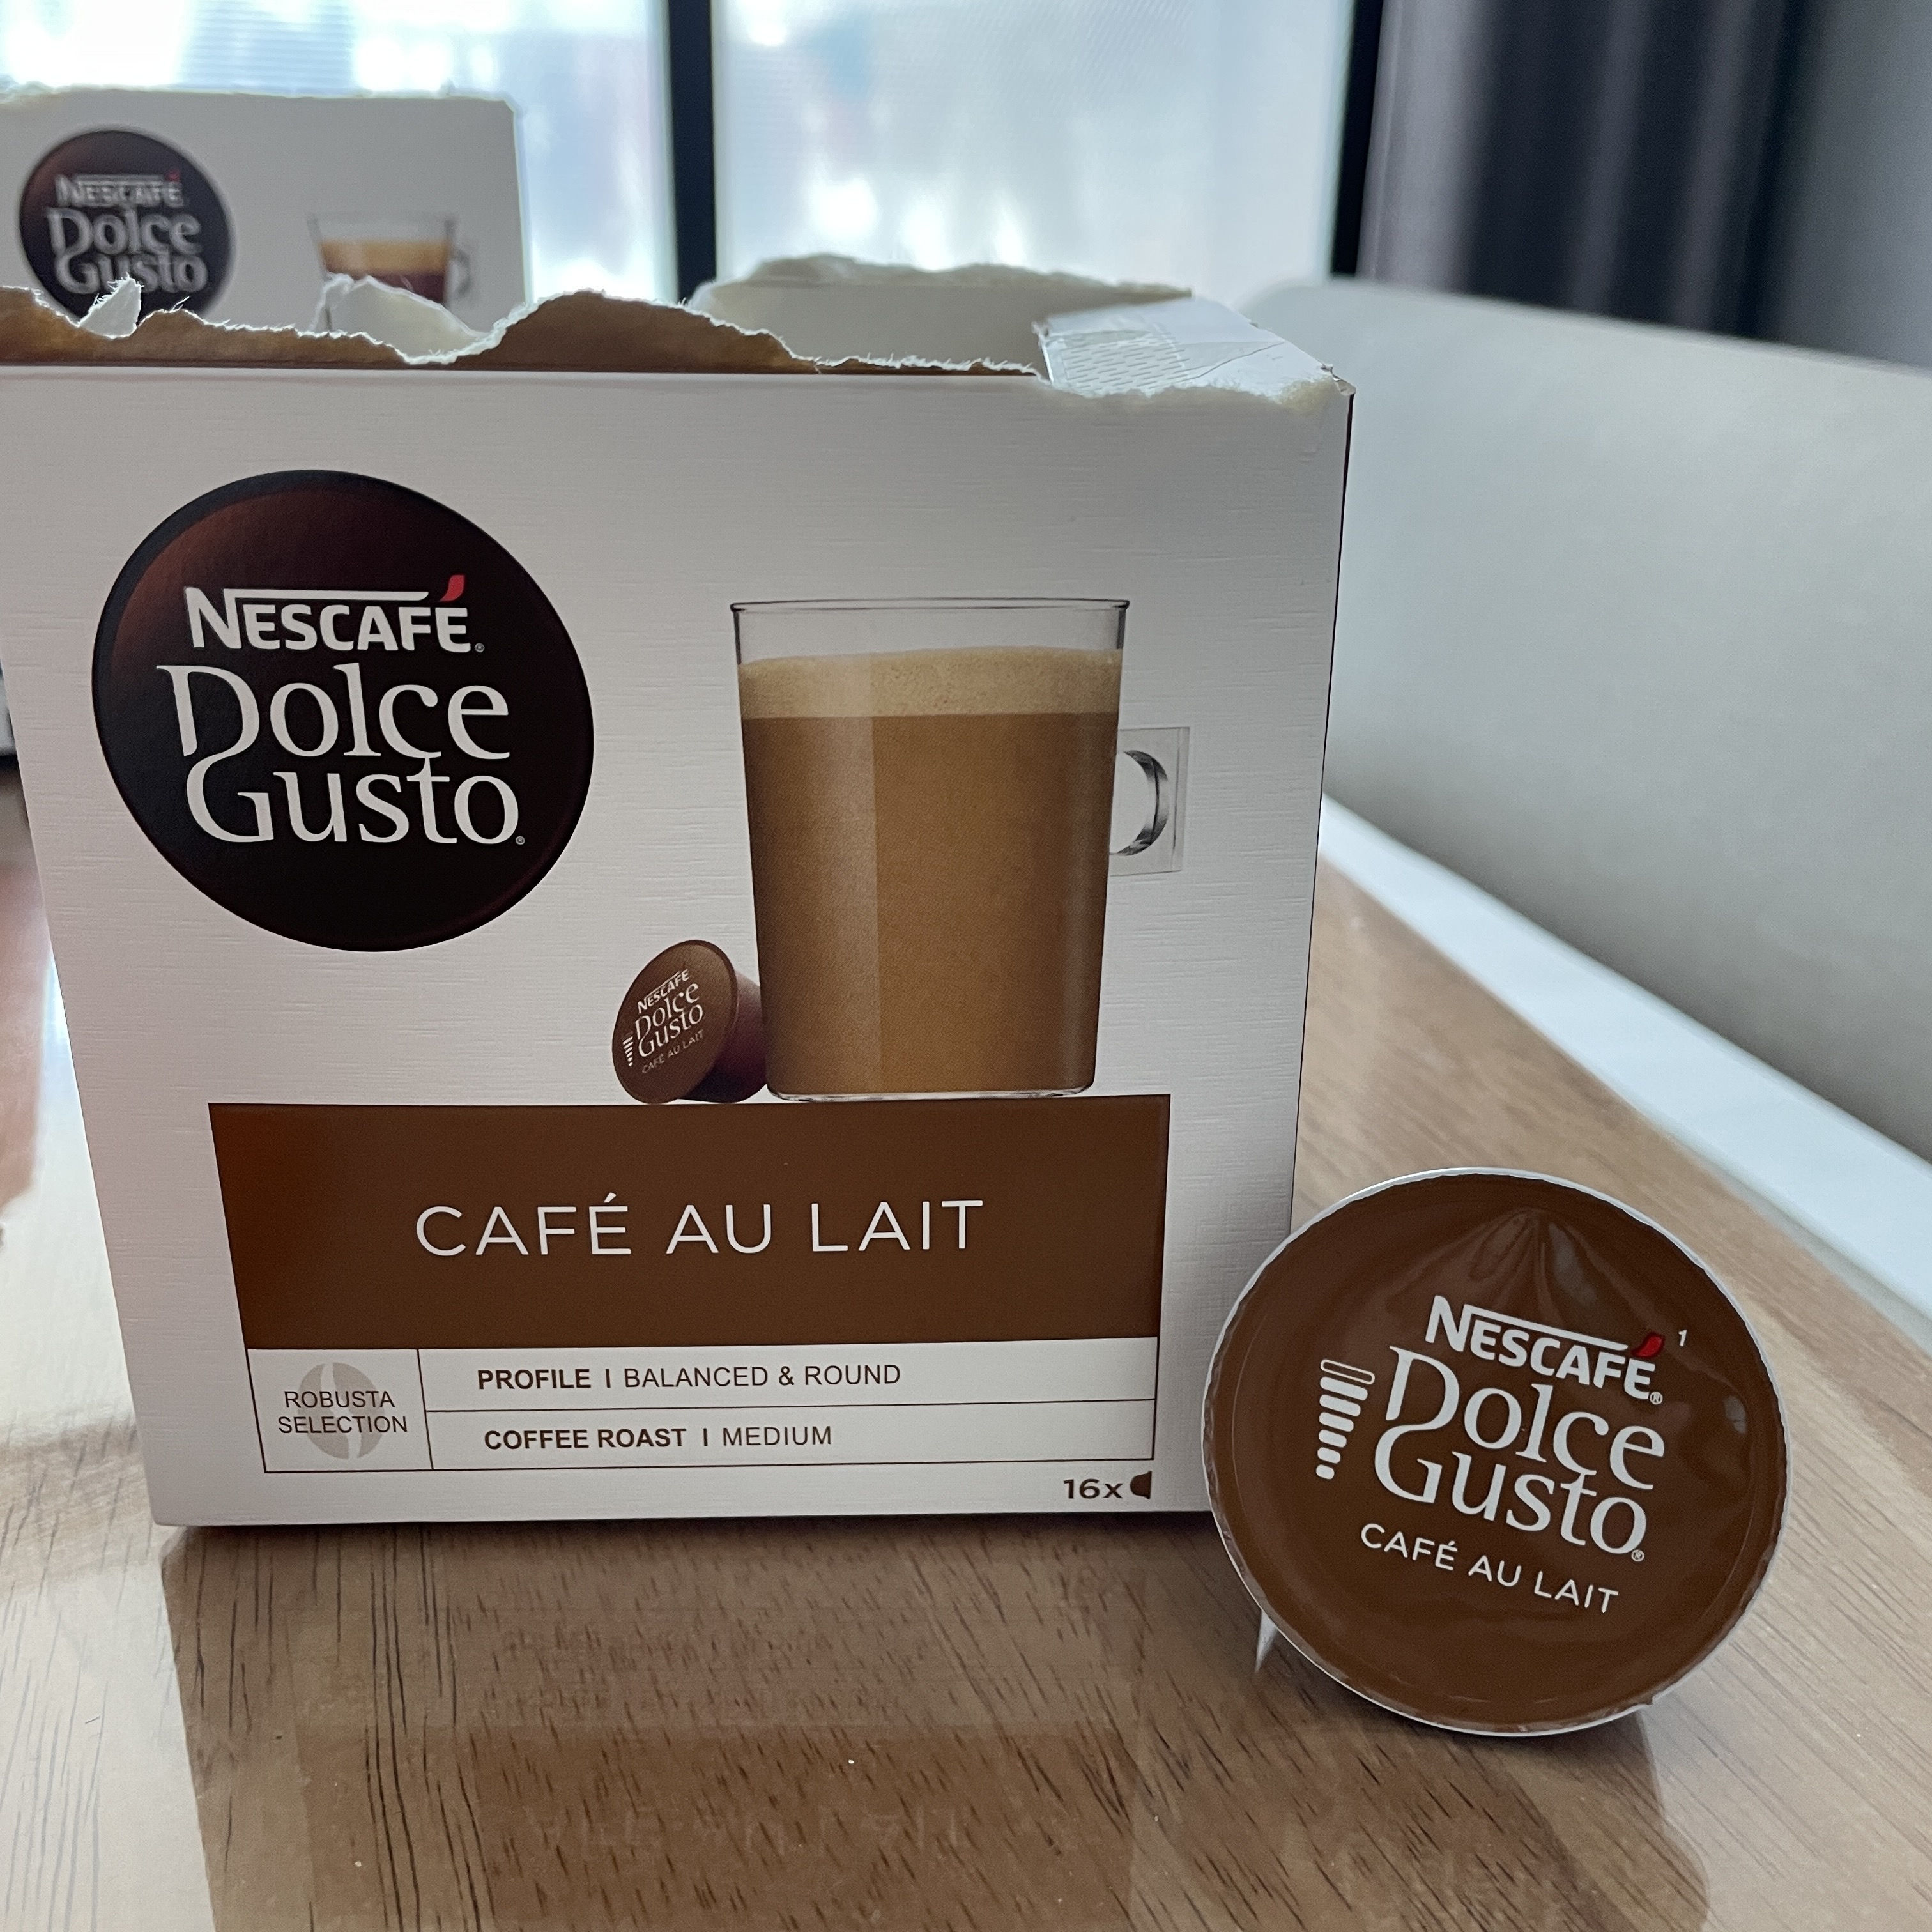 NESCAFÉ
Dolce
Gusto
NESCAFÉ®
Dolce
Gusto®
NESCAFÉ
Dolce
Gusto
CAFÉ AU LAIT
CAFÉ AU LAIT
ROBUSTA
SELECTION
PROFILE | BALANCED & ROUND
COFFEE ROAST | MEDIUM
16x
NESCAFÉ® 1
Dolce
Gusto®
CAFÉ AU LAIT